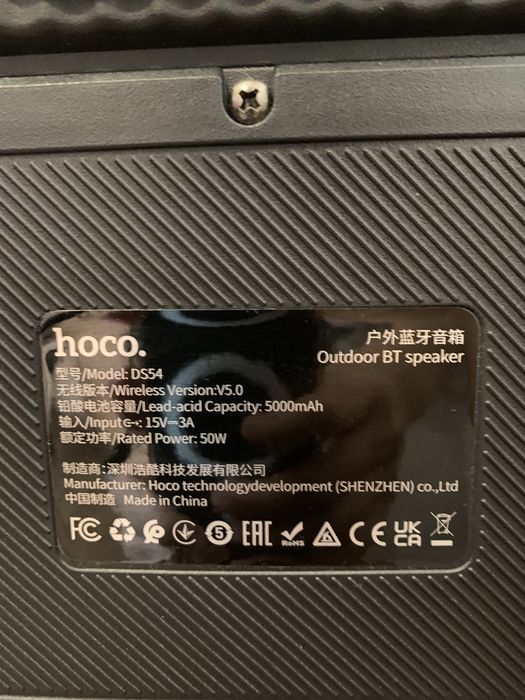 hoco.
户外蓝牙音箱
Outdoor BT speaker
型号/Model: DS54
无线版本/Wireless Version:V5.0
铅酸电池容量/Lead-acid Capacity: 5000mAh
输入/Input: 15V⎓3A
额定功率/Rated Power: 50W
制造商:深圳浩酷科技发展有限公司
Manufacturer: Hoco technologydevelopment (SHENZHEN) co.,Ltd
中国制造 Made in China
FC 5 EAC RoHS CE UKCA